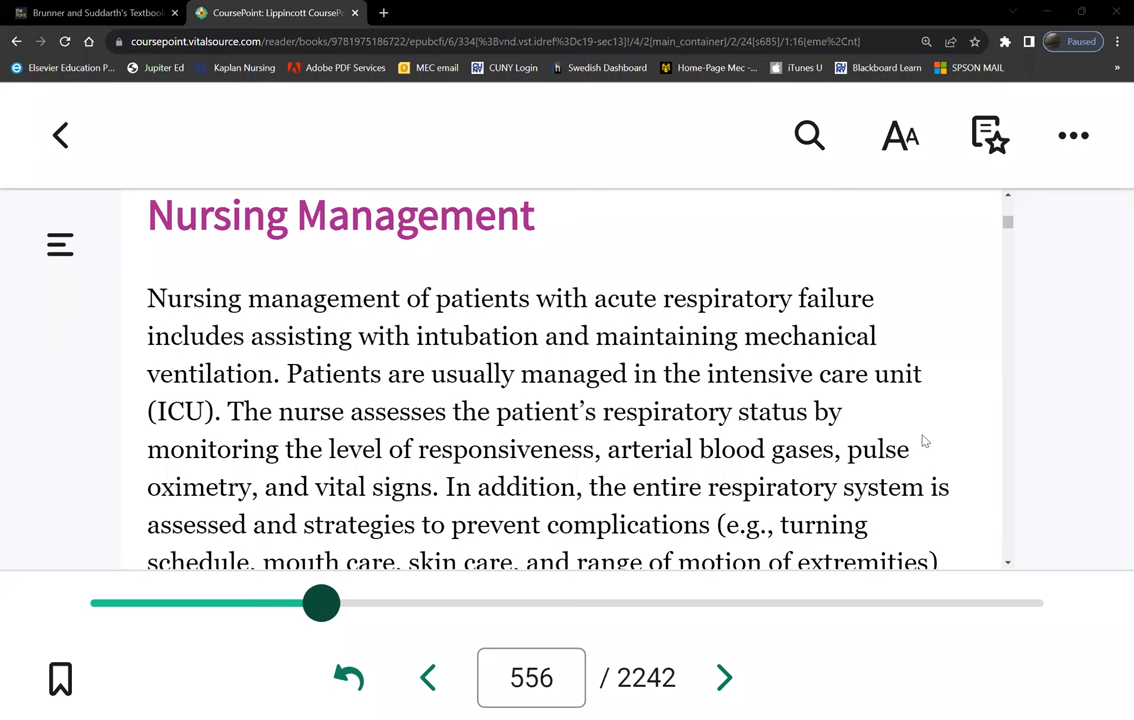 Brunner and Suddarth's Textboo
CoursePoint: Lippincott CourseP
coursepoint.vitalsource.com/reader/books/9781975186722/epubcfi/6/334[%3Bvnd.vst.idref%3Dc19-sec13]!/4/2[main_container]/2/24[s685]/1:16[eme%2Cnt]
Paused
Elsevier Education P...
Jupiter Ed
Kaplan Nursing
Adobe PDF Services
MEC email
CUNY Login
Swedish Dashboard
Home-Page Mec -...
iTunes U
Blackboard Learn
SPSON MAIL
»
AA
Nursing Management
Nursing management of patients with acute respiratory failure
includes assisting with intubation and maintaining mechanical
ventilation. Patients are usually managed in the intensive care unit
(ICU). The nurse assesses the patient’s respiratory status by
monitoring the level of responsiveness, arterial blood gases, pulse
oximetry, and vital signs. In addition, the entire respiratory system is
assessed and strategies to prevent complications (e.g., turning
schedule, mouth care, skin care, and range of motion of extremities)
556 / 2242